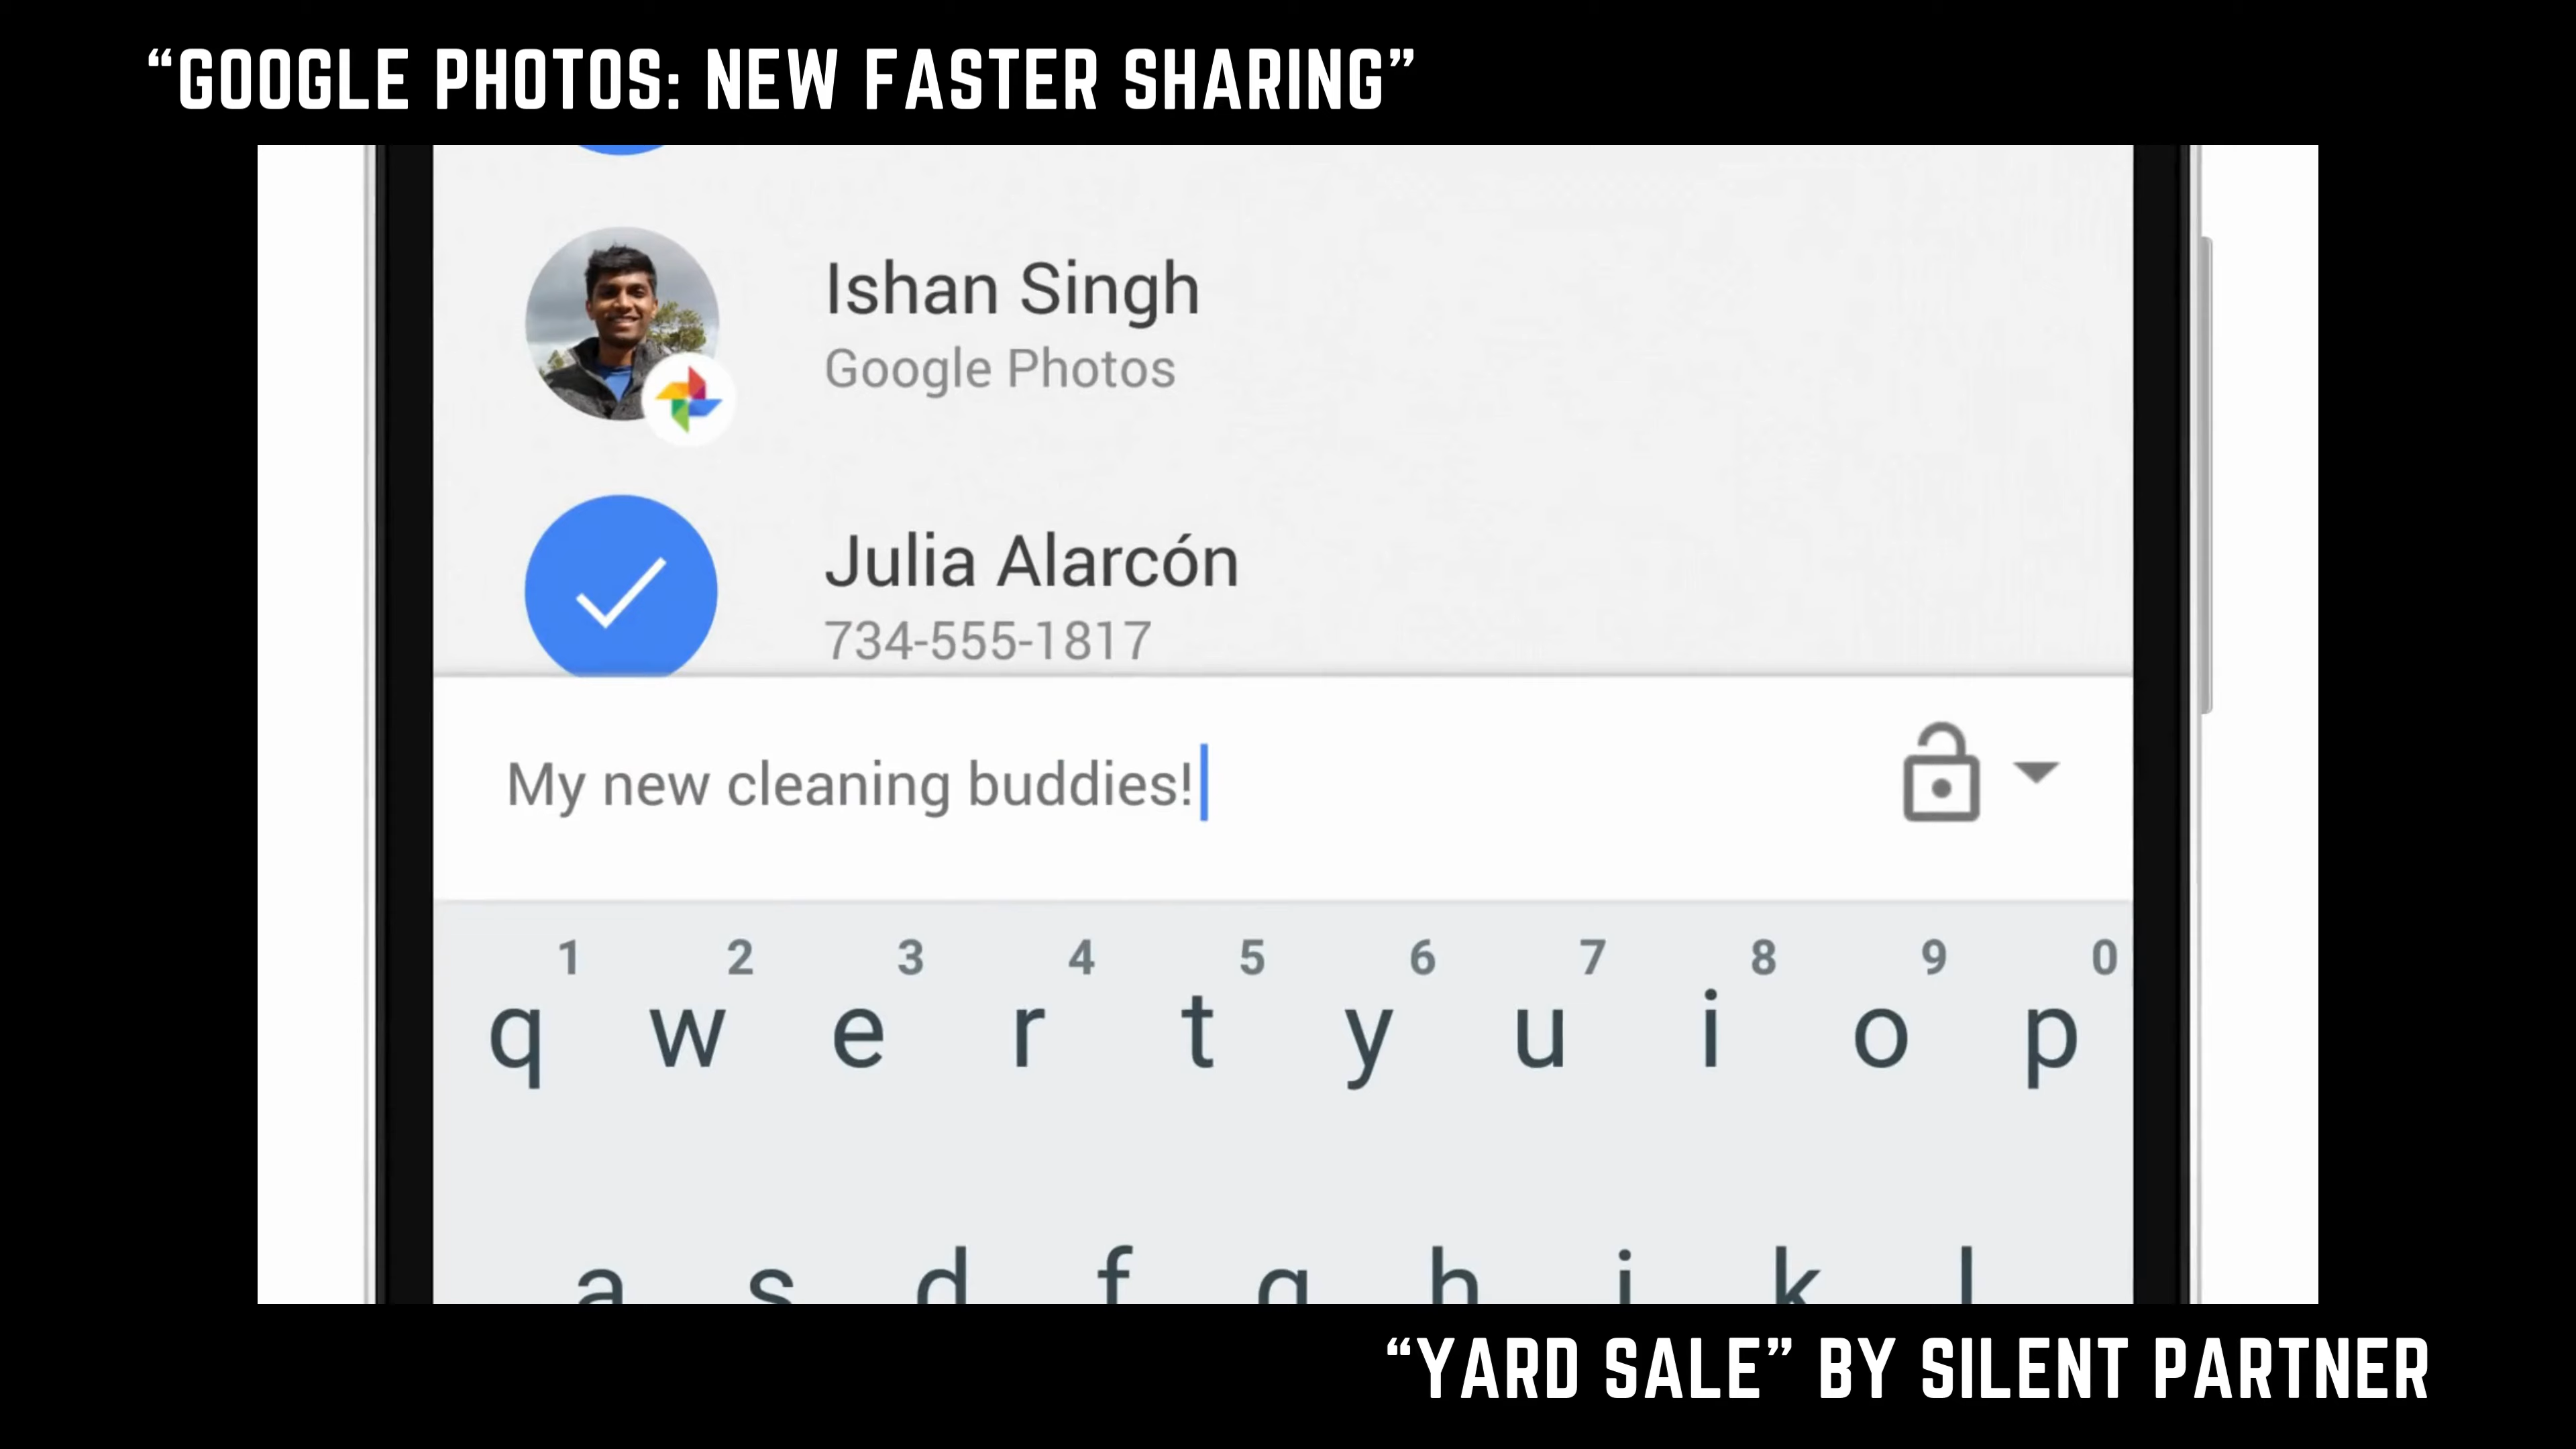 “GOOGLE PHOTOS: NEW FASTER SHARING”
Ishan Singh
Google Photos
Julia Alarcón
734-555-1817
My new cleaning buddies!
1 2 3 4 5 6 7 8 9 0
q w e r t y u i o p
a s d f g h j k l
“YARD SALE” BY SILENT PARTNER